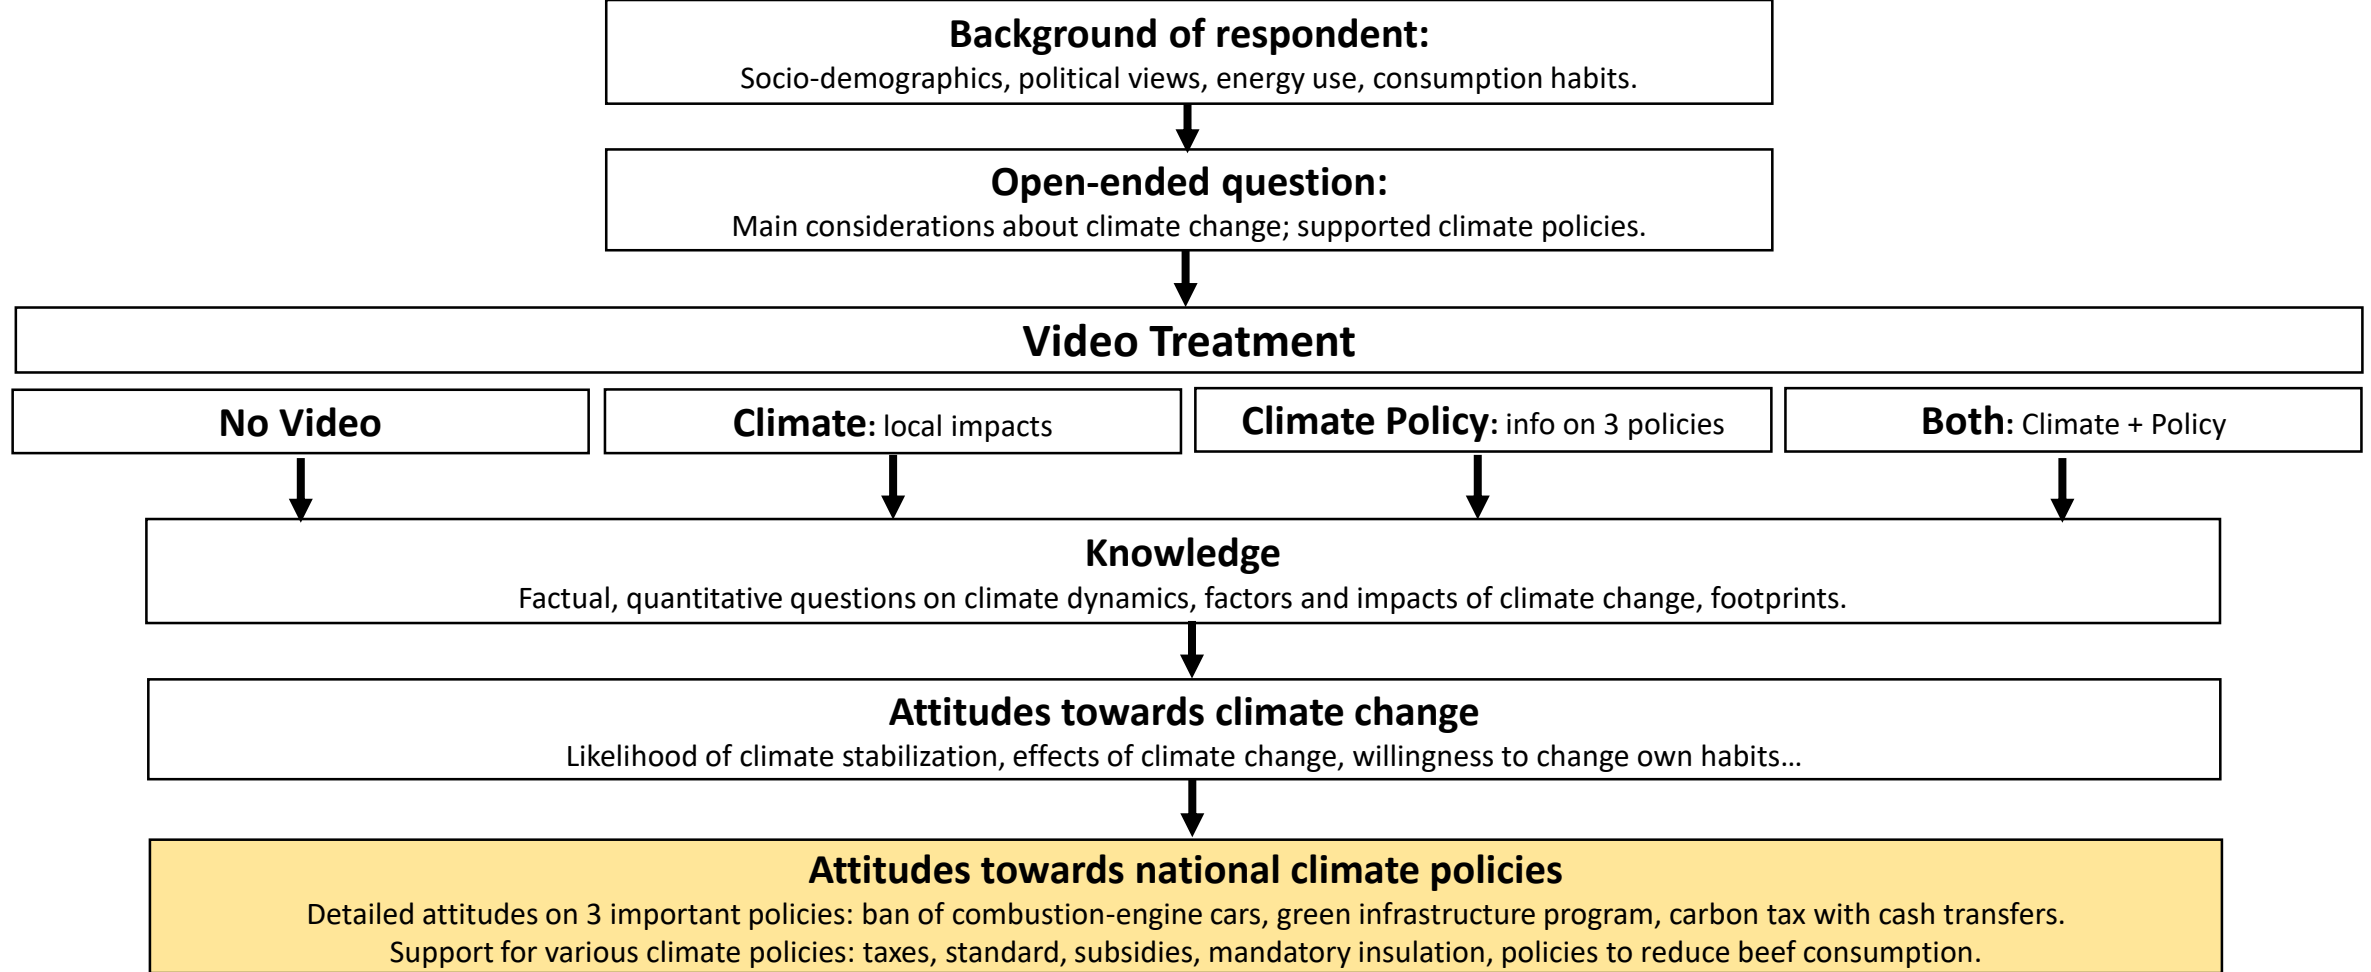 Background of respondent:
Socio-demographics, political views, energy use, consumption habits.
Open-ended question:
Main considerations about climate change; supported climate policies.
Video Treatment
No Video
Climate: local impacts
Climate Policy: info on 3 policies
Both: Climate + Policy
Knowledge
Factual, quantitative questions on climate dynamics, factors and impacts of climate change, footprints.
Attitudes towards climate change
Likelihood of climate stabilization, effects of climate change, willingness to change own habits…
Attitudes towards national climate policies
Detailed attitudes on 3 important policies: ban of combustion-engine cars, green infrastructure program, carbon tax with cash transfers.
Support for various climate policies: taxes, standard, subsidies, mandatory insulation, policies to reduce beef consumption.